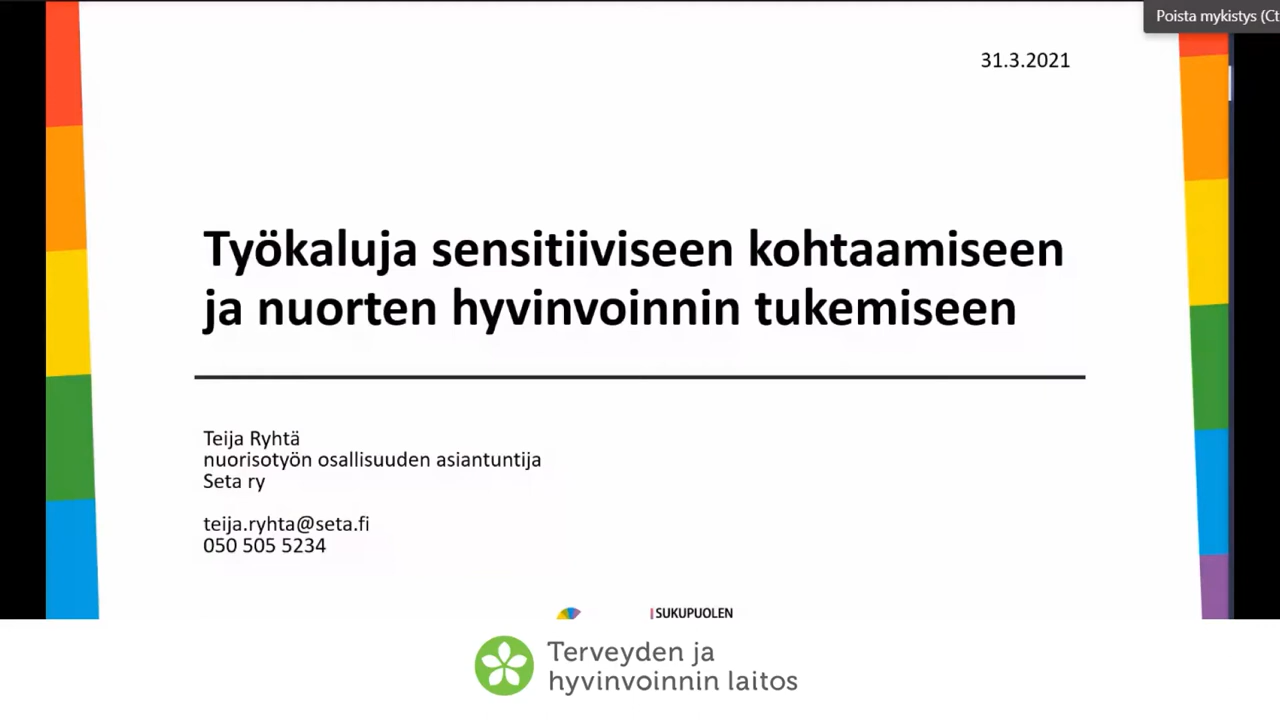 Poista mykistys (Ct
31.3.2021
Työkaluja sensitiiviseen kohtaamiseen
ja nuorten hyvinvoinnin tukemiseen
Teija Ryhtä
nuorisotyön osallisuuden asiantuntija
Seta ry
teija.ryhta@seta.fi
050 505 5234
SUKUPUOLEN
Terveyden ja
hyvinvoinnin laitos